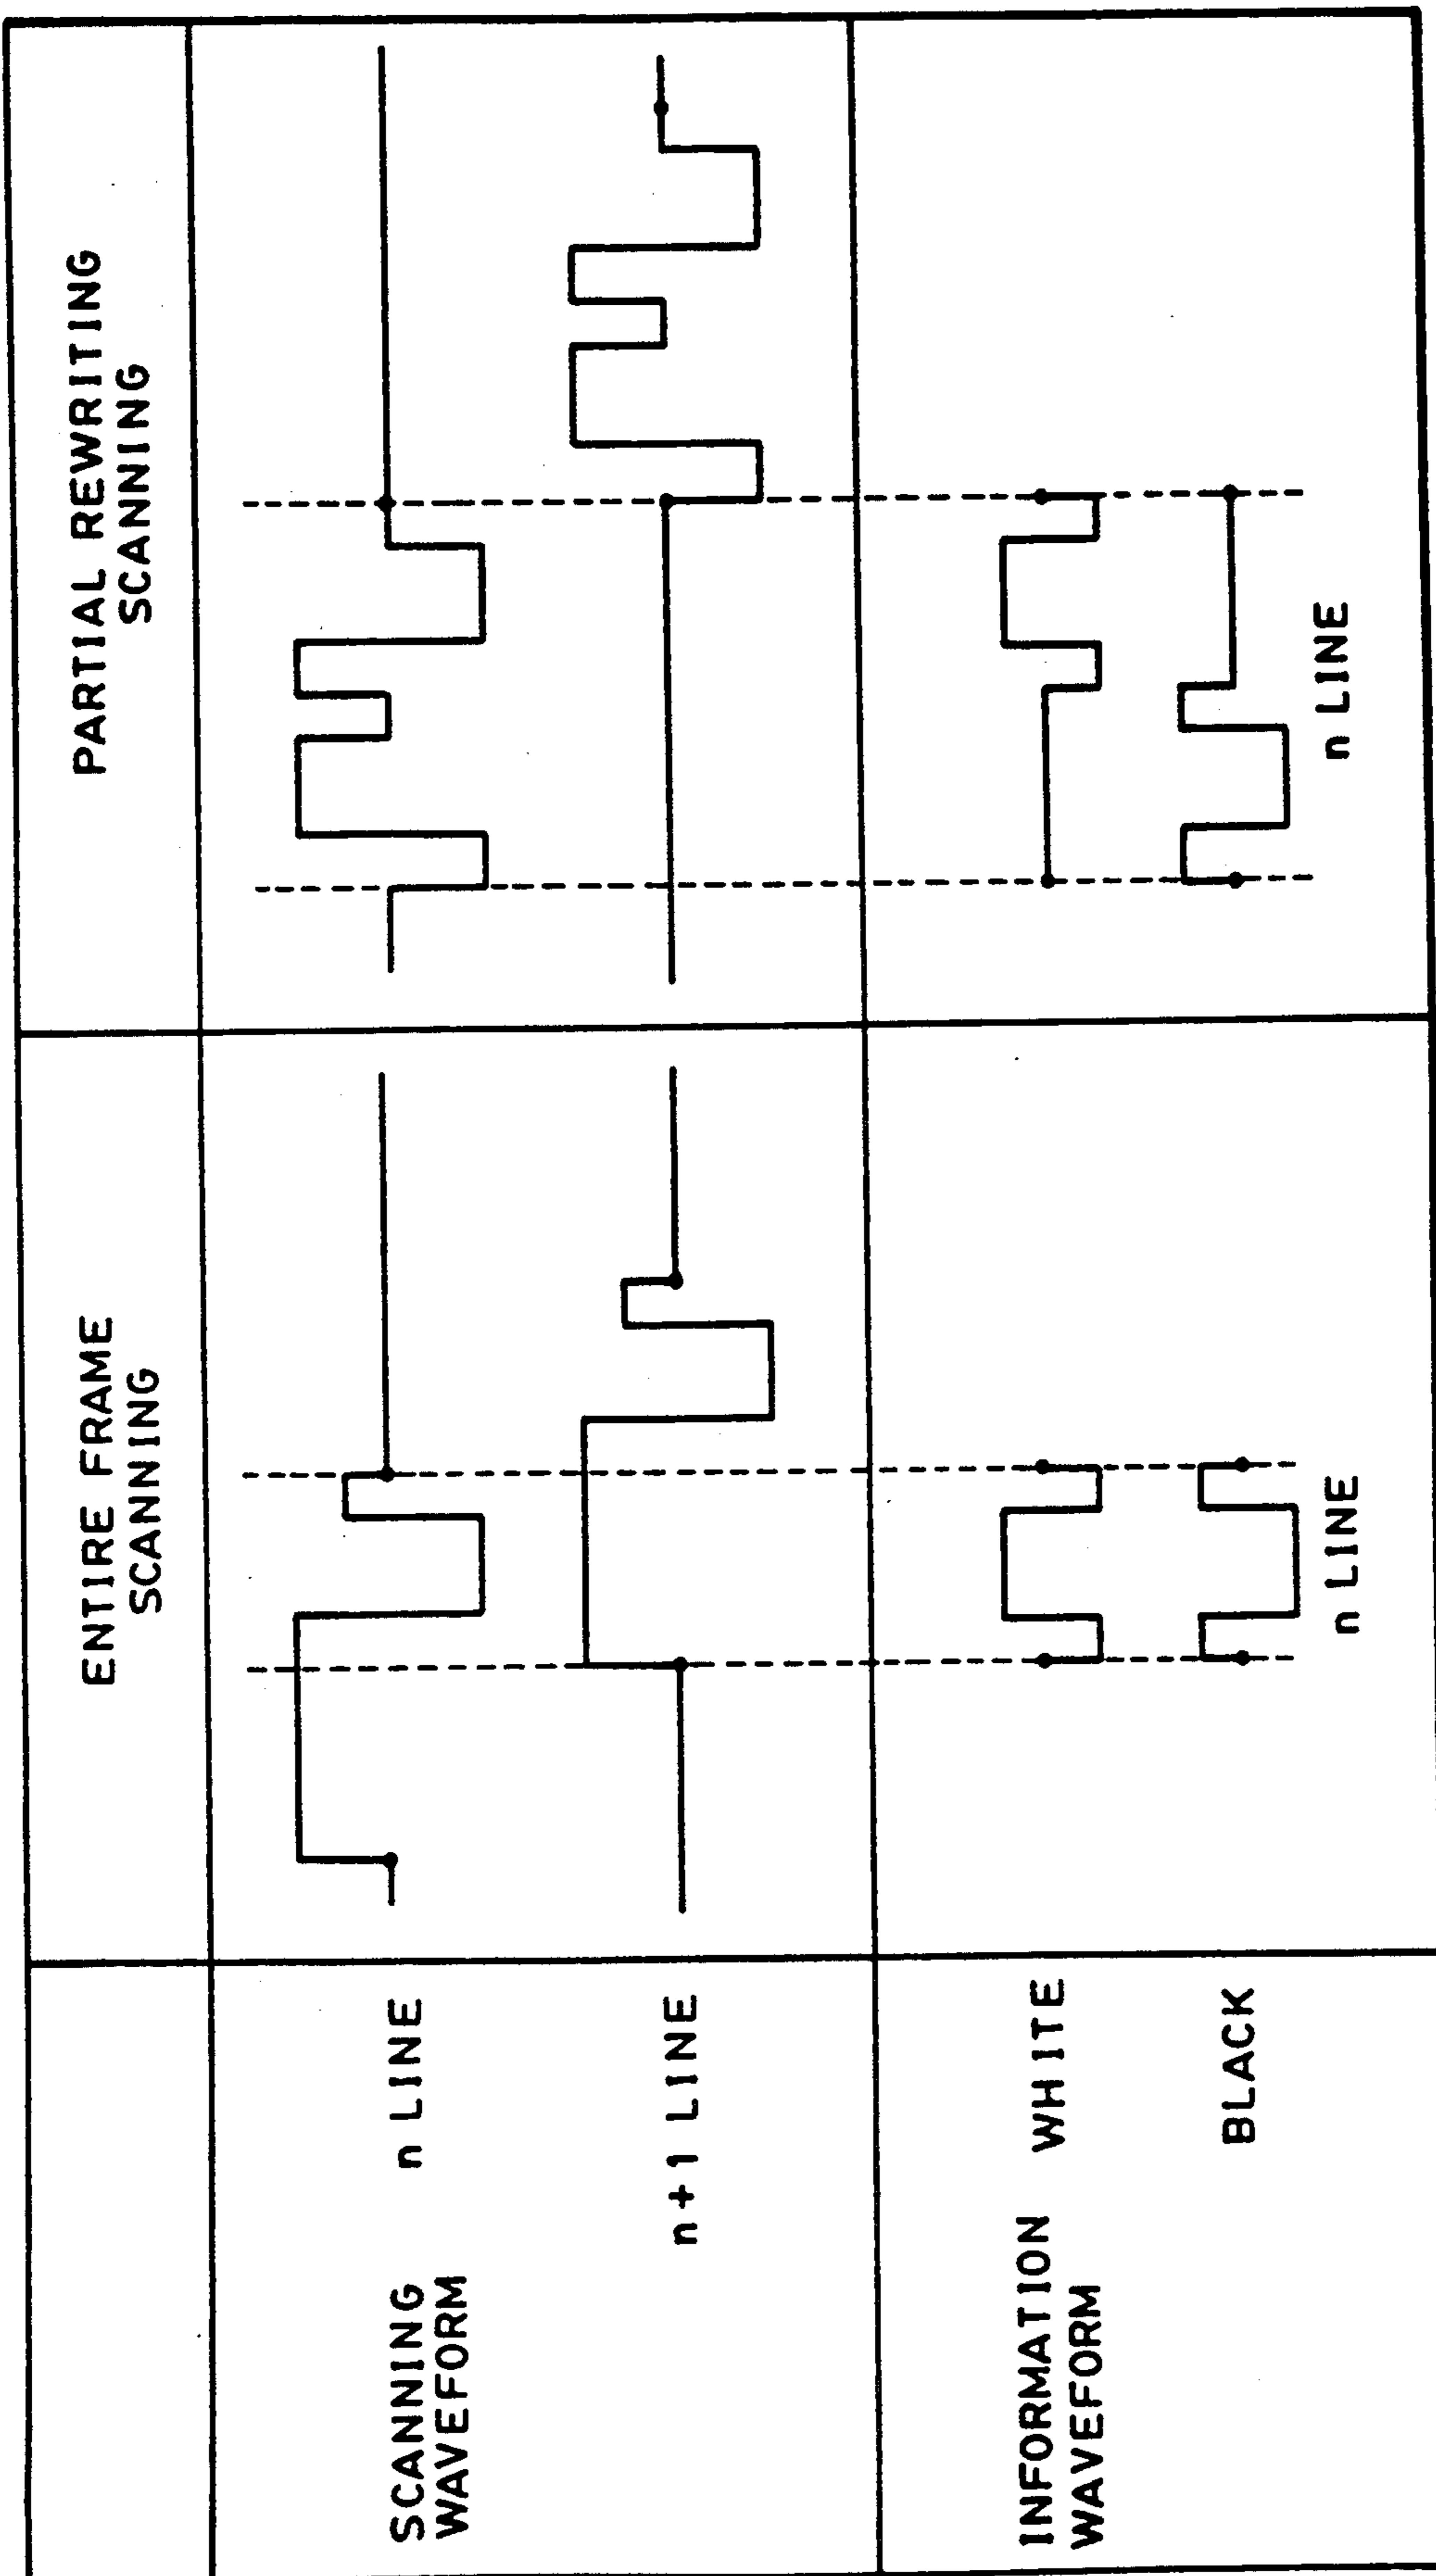 ENTIRE FRAME
SCANNING
PARTIAL REWRITING
SCANNING
SCANNING
WAVEFORM
n LINE
n+1 LINE
INFORMATION
WAVEFORM
WHITE
BLACK
n LINE
n LINE